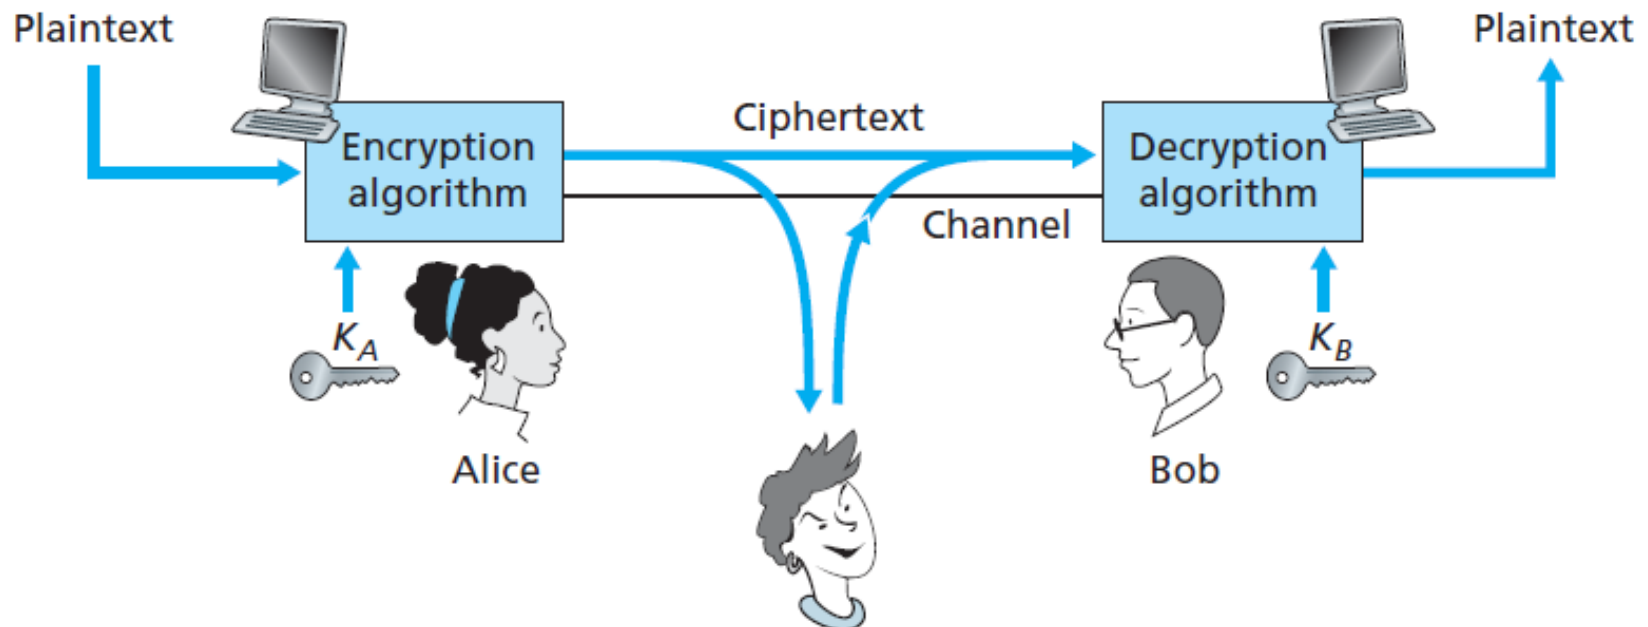 Plaintext
Plaintext
Ciphertext
Encryption
algorithm
Decryption
algorithm
Channel
K_A
K_B
Alice
Bob